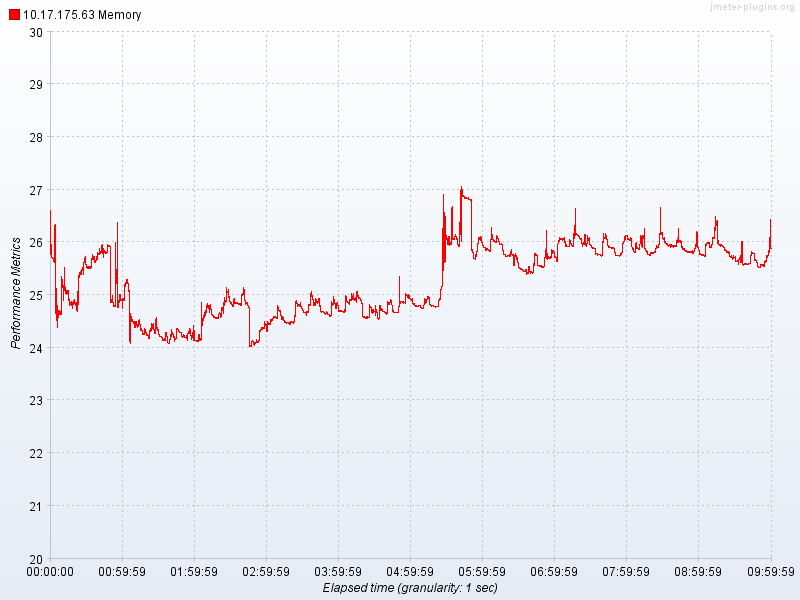 jmeter-plugins.org
10.17.175.63 Memory
30
29
28
27
26
25
24
23
22
21
20
Performance Metrics
00:00:00 00:59:59 01:59:59 02:59:59 03:59:59 04:59:59 05:59:59 06:59:59 07:59:59 08:59:59 09:59:59
Elapsed time (granularity: 1 sec)